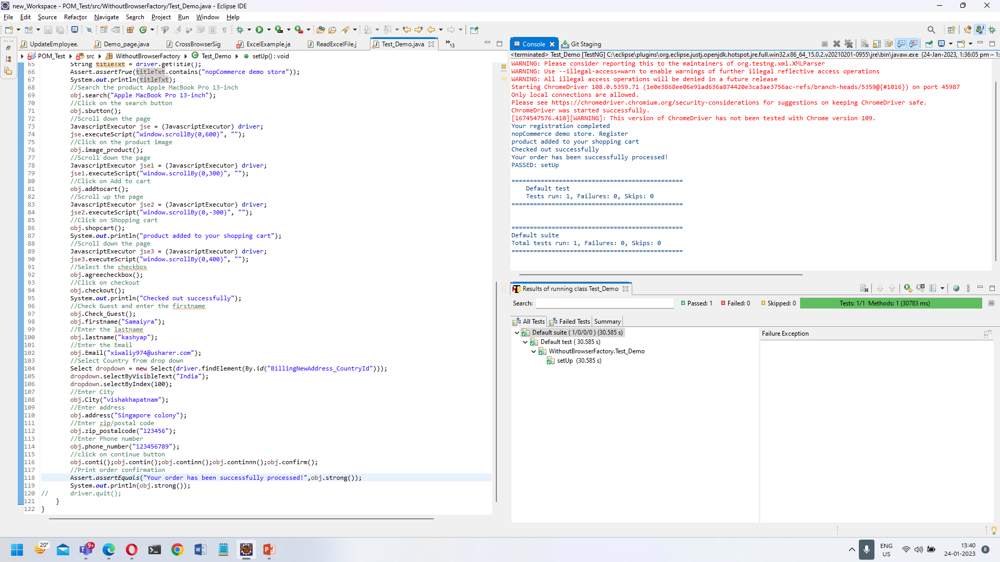 new_Workspace - POM_Test/src/WithoutBrowserFactory/Test_Demo.java - Eclipse IDE
File Edit Source Refactor Navigate Search Project Run Window Help
UpdateEmployee. Demo_page.java CrossBrowserSig ExcelExample.ja ReadExcelFile.j Test_Demo.java »13
POM_Test src WithoutBrowserFactory Test_Demo setUp() : void
65 String titleTxt = driver.getTitle();
66 Assert.assertTrue(titleTxt.contains("nopCommerce demo store"));
67 System.out.println(titleTxt);
68 //Search the product Apple MacBook Pro 13-inch
69 obj.search("Apple MacBook Pro 13-inch");
70 //Click on the search button
71 obj.sbutton();
72 //Scroll down the page
73 JavascriptExecutor jse = (JavascriptExecutor) driver;
74 jse.executeScript("window.scrollBy(0,600)", "");
75 //Click on the product image
76 obj.image_product();
77 //Scroll down the page
78 JavascriptExecutor jse1 = (JavascriptExecutor) driver;
79 jse1.executeScript("window.scrollBy(0,300)", "");
80 //Click on Add to cart
81 obj.addtocart();
82 //Scroll up the page
83 JavascriptExecutor jse2 = (JavascriptExecutor) driver;
84 jse2.executeScript("window.scrollBy(0,-300)", "");
85 //Click on Shopping cart
86 obj.shopcart();
87 System.out.println("product added to your shopping cart");
88 //Scroll down the page
89 JavascriptExecutor jse3 = (JavascriptExecutor) driver;
90 jse3.executeScript("window.scrollBy(0,400)", "");
91 //Select the checkbox
92 obj.agreecheckbox();
93 //Click on checkout
94 obj.checkout();
95 System.out.println("Checked out successfully");
96 //Check Guest and enter the firstname
97 obj.Check_Guest();
98 obj.firstname("Samaiyra");
99 //Enter the lastname
100 obj.lastname("kashyap");
101 //Enter the Email
102 obj.Email("xiwaliy974@usharer.com");
103 //Select Country from drop down
104 Select dropdown = new Select(driver.findElement(By.id("BillingNewAddress_CountryId")));
105 dropdown.selectByVisibleText("India");
106 dropdown.selectByIndex(100);
107 //Enter City
108 obj.City("vishakhapatnam");
109 //Enter address
110 obj.address("Singapore colony");
111 //Enter zip/postal code
112 obj.zip_postalcode("123456");
113 //Enter Phone number
114 obj.phone_number("123456789");
115 //click on continue button
116 obj.conti();obj.contin();obj.continn();obj.continnn();obj.confirm();
117 //Print order confirmation
118 Assert.assertEquals("Your order has been successfully processed!",obj.strong());
119 System.out.println(obj.strong());
120 // driver.quit();
121 }
122 }
Console Git Staging
<terminated> Test_Demo [TestNG] C:\eclipse\plugins\org.eclipse.justj.openjdk.hotspot.jre.full.win32.x86_64_15.0.2.v20210201-0955\jre\bin\javaw.exe (24-Jan-2023, 1:36:05 pm – 1:
WARNING: Please consider reporting this to the maintainers of org.testng.xml.XMLParser
WARNING: Use --illegal-access=warn to enable warnings of further illegal reflective access operations
WARNING: All illegal access operations will be denied in a future release
Starting ChromeDriver 108.0.5359.71 (1e0e3868ee06e91ad636a874420e3ca3ae3756ac-refs/branch-heads/5359@{#1016}) on port 45987
Only local connections are allowed.
Please see https://chromedriver.chromium.org/security-considerations for suggestions on keeping ChromeDriver safe.
ChromeDriver was started successfully.
[1674547576.410][WARNING]: This version of ChromeDriver has not been tested with Chrome version 109.
Your registration completed
nopCommerce demo store. Register
product added to your shopping cart
Checked out successfully
Your order has been successfully processed!
PASSED: setUp
===============================================
Default test
Tests run: 1, Failures: 0, Skips: 0
===============================================
===============================================
Default suite
Total tests run: 1, Failures: 0, Skips: 0
===============================================
Results of running class Test_Demo
Search: Passed: 1 Failed: 0 Skipped: 0 Tests: 1/1 Methods: 1 (30783 ms)
All Tests Failed Tests Summary
Default suite ( 1/0/0/0 ) (30.585 s)
Default test ( 30.585 s)
WithoutBrowserFactory.Test_Demo
setUp (30.585 s)
Failure Exception
20°
9+
ENG
US
13:40
24-01-2023
8